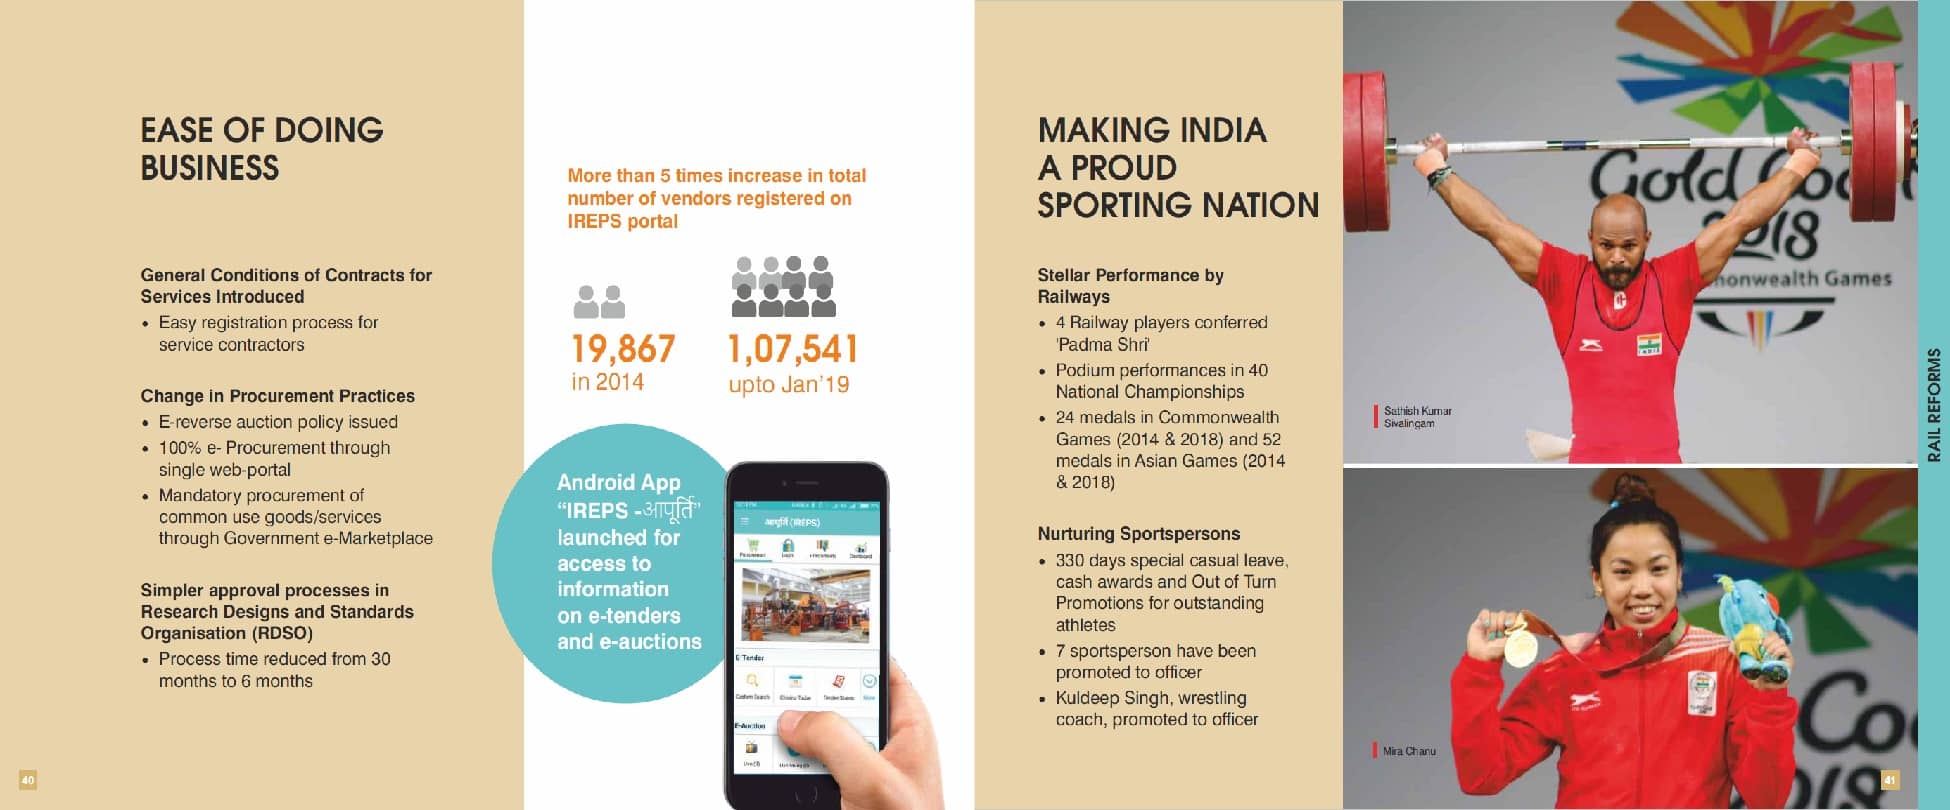 EASE OF DOING
BUSINESS
General Conditions of Contracts for
Services Introduced
• Easy registration process for
service contractors
Change in Procurement Practices
• E-reverse auction policy issued
• 100% e- Procurement through
single web-portal
• Mandatory procurement of
common use goods/services
through Government e-Marketplace
Simpler approval processes in
Research Designs and Standards
Organisation (RDSO)
• Process time reduced from 30
months to 6 months
40
More than 5 times increase in total
number of vendors registered on
IREPS portal
19,867
in 2014
1,07,541
upto Jan'19
Android App
“IREPS -आपूर्ति”
launched for
access to
information
on e-tenders
and e-auctions
आपूर्ति (IREPS)
E-Tender
Custom Search
E-Auction
MAKING INDIA
A PROUD
SPORTING NATION
Stellar Performance by
Railways
• 4 Railway players conferred
'Padma Shri'
• Podium performances in 40
National Championships
• 24 medals in Commonwealth
Games (2014 & 2018) and 52
medals in Asian Games (2014
& 2018)
Nurturing Sportspersons
• 330 days special casual leave,
cash awards and Out of Turn
Promotions for outstanding
athletes
• 7 sportsperson have been
promoted to officer
• Kuldeep Singh, wrestling
coach, promoted to officer
Gold Coa
2018
monwealth Games
INDIA
Sathish Kumar
Sivalingam
Mira Chanu
Co
018
41
RAIL REFORMS